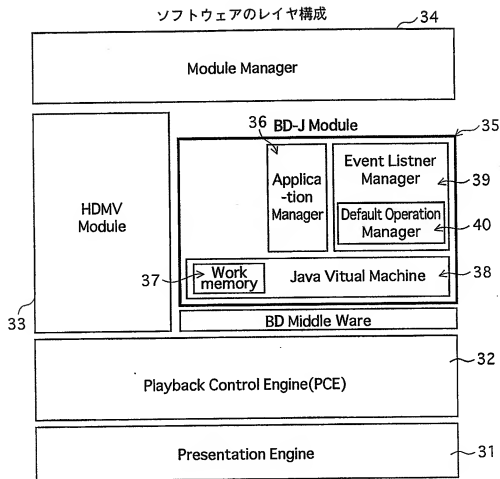 ソフトウェアのレイヤ構成
34
Module Manager
36
BD-J Module
35
HDMV
Module
Applica
-tion
Manager
Event Listner
Manager
39
Default Operation
Manager
40
37
Work
memory
Java Vitual Machine
38
33
BD Middle Ware
32
Playback Control Engine(PCE)
Presentation Engine
31